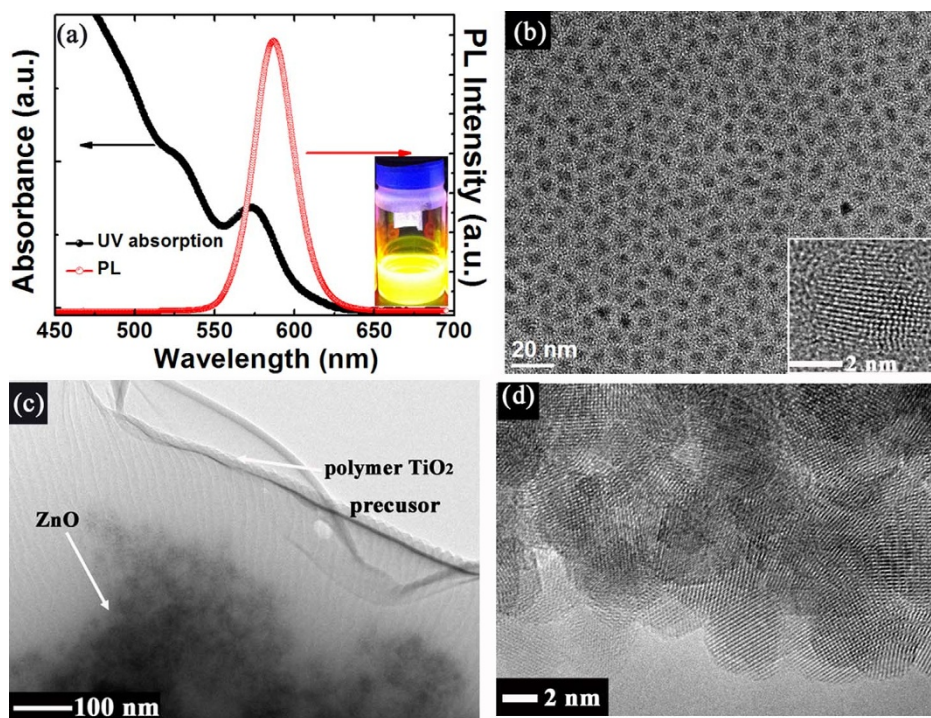 (a)
Absorbance (a.u.)
PL Intensity (a.u.)
UV absorption
PL
450 500 550 600 650 700
Wavelength (nm)
(b)
20 nm
2 nm
(c)
polymer TiO₂
precusor
ZnO
100 nm
(d)
2 nm